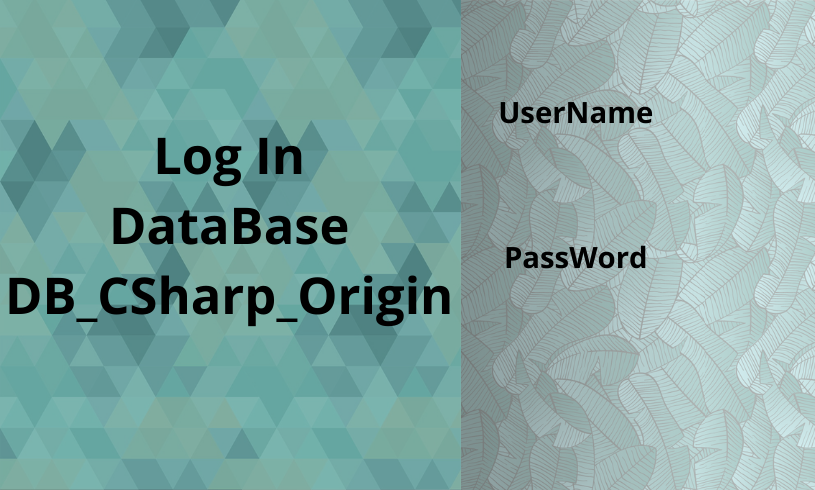 Log In
DataBase
DB_CSharp_Origin
UserName
PassWord